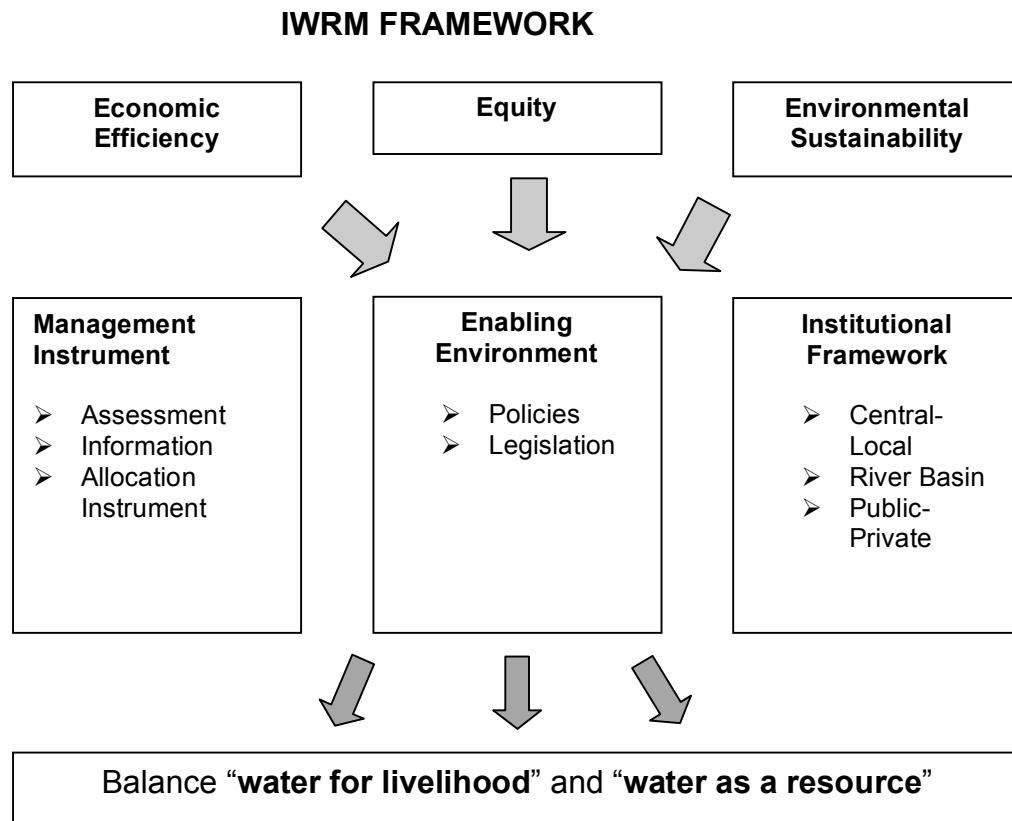 IWRM FRAMEWORK
Economic
Efficiency
Equity
Environmental
Sustainability
Management
Instrument
➢ Assessment
➢ Information
➢ Allocation
Instrument
Enabling
Environment
➢ Policies
➢ Legislation
Institutional
Framework
➢ Central-
Local
➢ River Basin
➢ Public-
Private
Balance “water for livelihood” and “water as a resource”